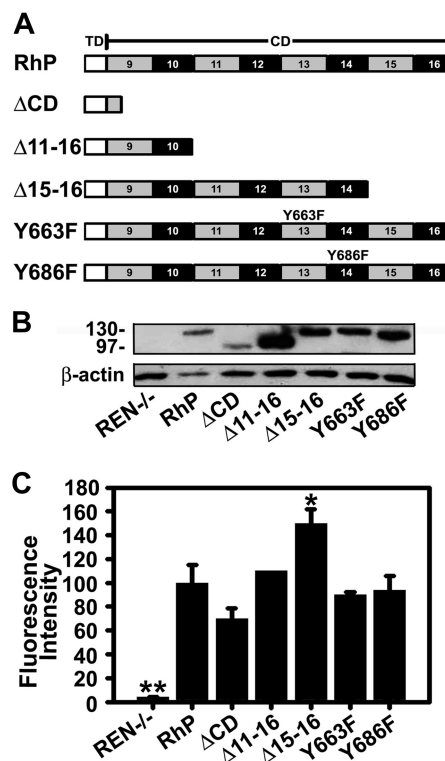 A
TD CD
RhP 9 10 11 12 13 14 15 16
ΔCD
Δ11-16 9 10
Δ15-16 9 10 11 12 13 14
Y663F
Y663F 9 10 11 12 13 14 15 16
Y686F
Y686F 9 10 11 12 13 14 15 16
B
130-
97-
β-actin
REN-/- RhP ΔCD Δ11-16 Δ15-16 Y663F Y686F
C
Fluorescence
Intensity
180
160
140
120
100
80
60
40
20
0
** *
REN-/- RhP ΔCD Δ11-16 Δ15-16 Y663F Y686F